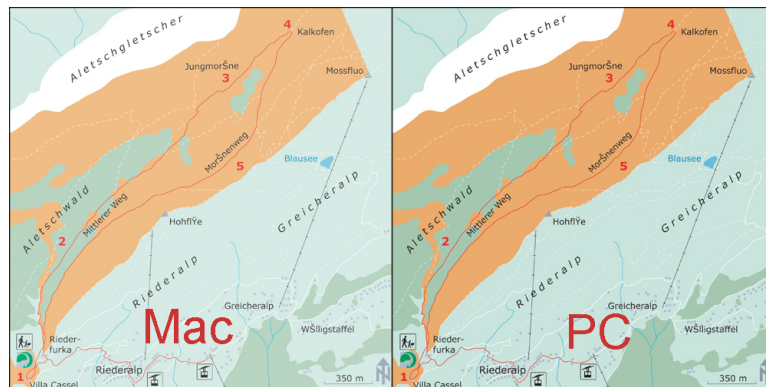 4
Kalkofen
Aletschgletscher
JungmorŠne
3
Mossfluo
MorŠnenweg
5
Blausee
Aletschwald
Mittlerer Weg
Greicheralp
HohflŸe
2
Riederalp
Greicheralp
Mac
WŠlligstaffel
Rieder-
furka
Riederalp
1
Villa Cassel
350 m
N
4
Kalkofen
Aletschgletscher
JungmorŠne
3
Mossfluo
MorŠnenweg
5
Blausee
Aletschwald
Mittlerer Weg
Greicheralp
HohflŸe
2
Riederalp
Greicheralp
PC
WŠlligstaffel
Rieder-
furka
Riederalp
1
Villa Cassel
350 m
N